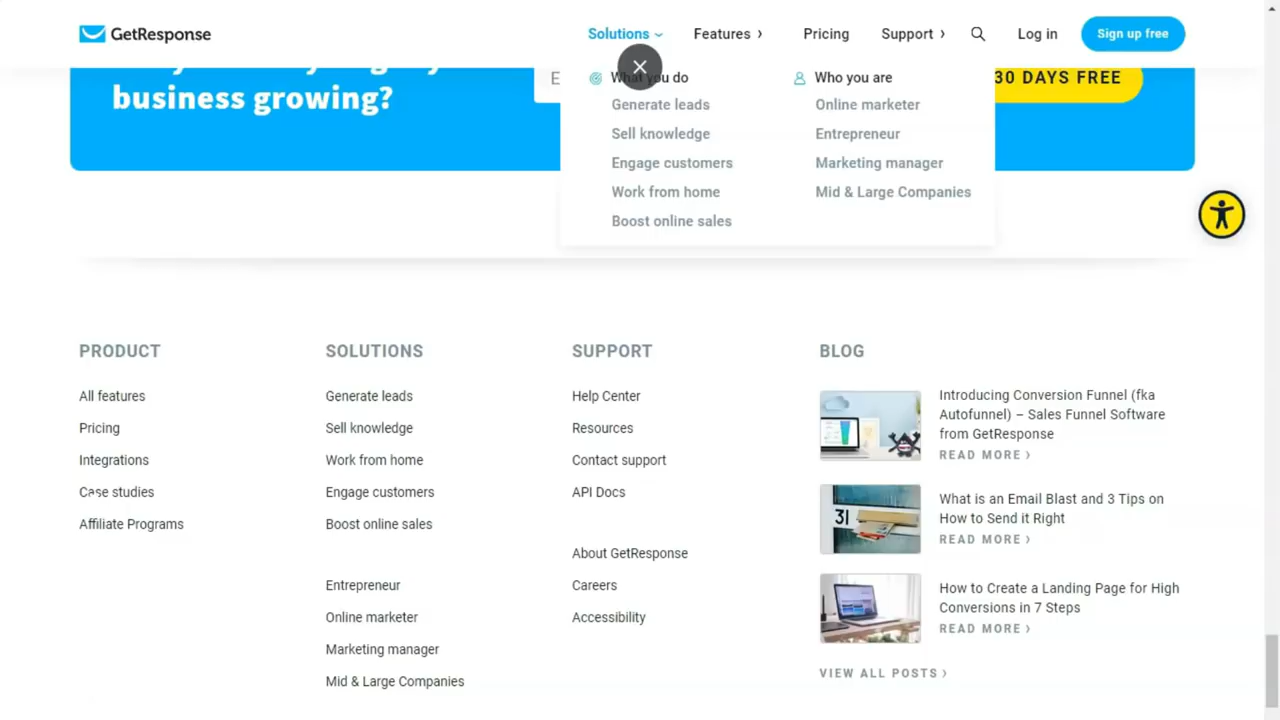 GetResponse
Solutions
Features
Pricing
Support
Log in
Sign up free
business growing?
E
30 DAYS FREE
What you do
Generate leads
Sell knowledge
Engage customers
Work from home
Boost online sales
Who you are
Online marketer
Entrepreneur
Marketing manager
Mid & Large Companies
PRODUCT
All features
Pricing
Integrations
Case studies
Affiliate Programs
SOLUTIONS
Generate leads
Sell knowledge
Work from home
Engage customers
Boost online sales
Entrepreneur
Online marketer
Marketing manager
Mid & Large Companies
SUPPORT
Help Center
Resources
Contact support
API Docs
About GetResponse
Careers
Accessibility
BLOG
Introducing Conversion Funnel (fka
Autofunnel) – Sales Funnel Software
from GetResponse
READ MORE ›
31
What is an Email Blast and 3 Tips on
How to Send it Right
READ MORE ›
How to Create a Landing Page for High
Conversions in 7 Steps
READ MORE ›
VIEW ALL POSTS ›